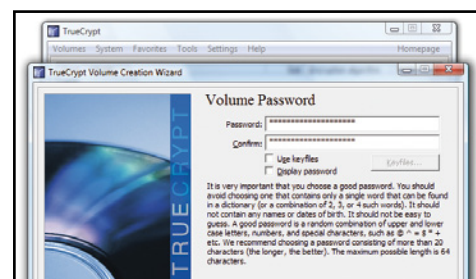 TrueCrypt
Volumes System Favorites Tools Settings Help Homepage
TrueCrypt Volume Creation Wizard
TRUECRYPT
Volume Password
Password: ********************
Confirm: ********************
Use keyfiles Keyfiles...
Display password
It is very important that you choose a good password. You should
avoid choosing one that contains only a single word that can be found
in a dictionary (or a combination of 2, 3, or 4 such words). It should
not contain any names or dates of birth. It should not be easy to
guess. A good password is a random combination of upper and lower
case letters, numbers, and special characters, such as @ ^ = $ * +
etc. We recommend choosing a password consisting of more than 20
characters (the longer, the better). The maximum possible length is 64
characters.